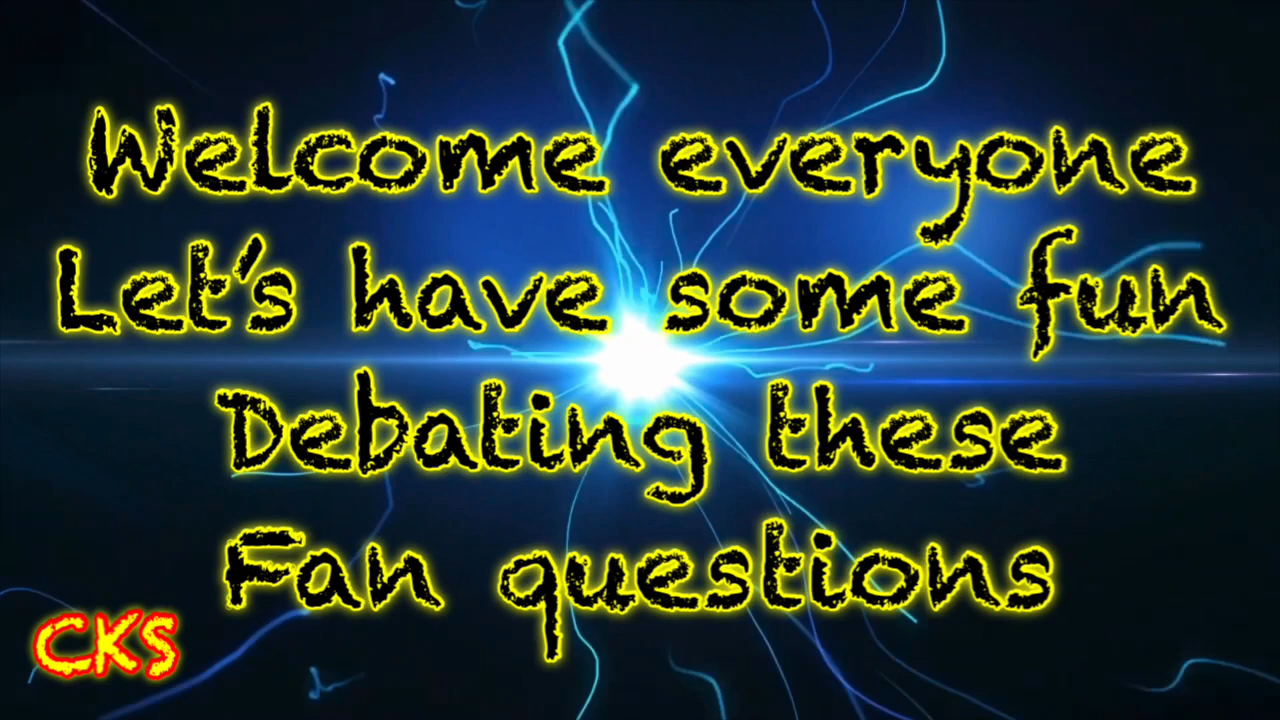 Welcome everyone
Let's have some fun
Debating these
Fan questions
CKS